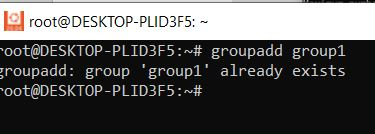 root@DESKTOP-PLID3F5: ~
root@DESKTOP-PLID3F5:~# groupadd group1
groupadd: group 'group1' already exists
root@DESKTOP-PLID3F5:~#